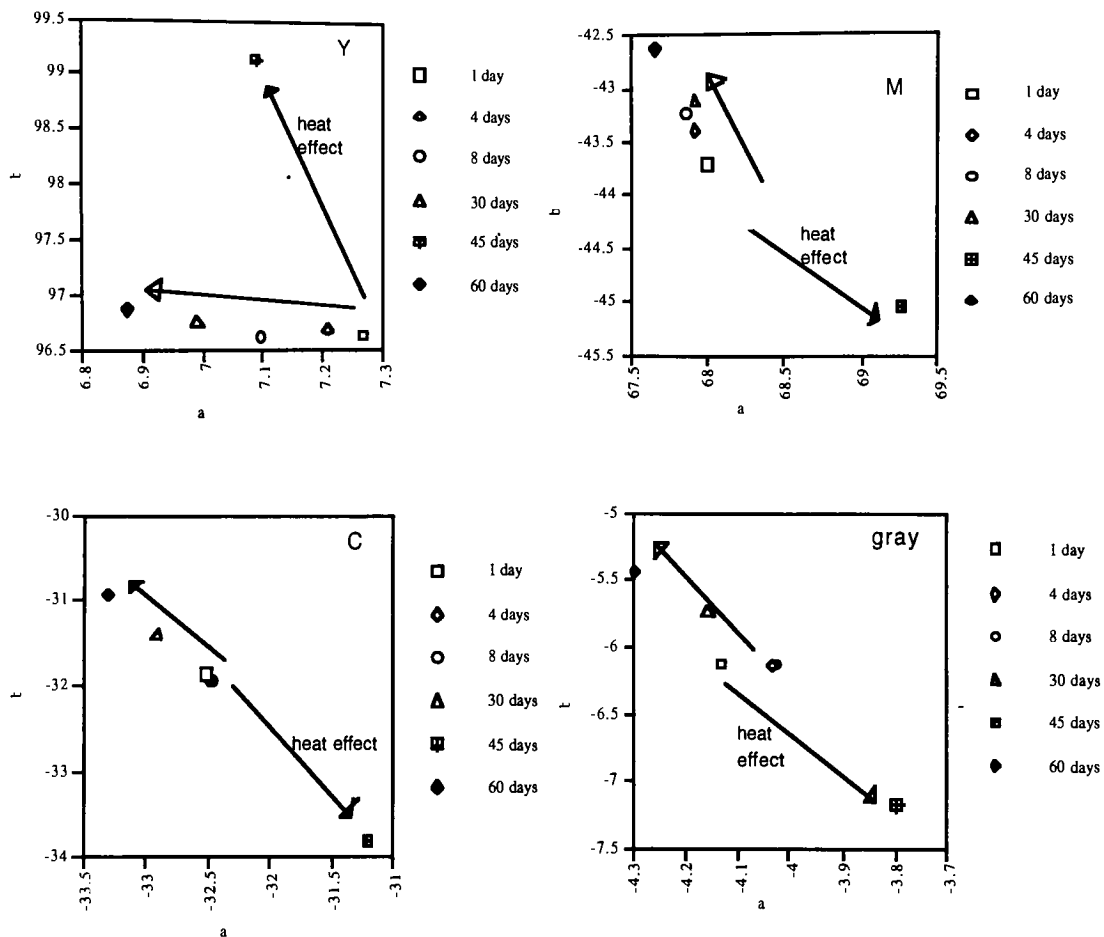 99.5
99
98.5
98
97.5
97
96.5
6.8
6.9
7
7.1
7.2
7.3
a
Y
heat
effect
1 day
4 days
8 days
30 days
45 days
60 days
-42.5
-43
-43.5
-44
-44.5
-45
-45.5
b
67.5
6.8
68.5
69
69.5
a
M
heat
effect
1 day
4 days
8 days
30 days
45 days
60 days
-30
-31
-32
-33
-34
-33.5
-33
-32.5
-32
-31.5
-31
a
C
heat effect
1 day
4 days
8 days
30 days
45 days
60 days
-5
-5.5
-6
-6.5
-7
-7.5
-4.3
-4.2
-4.1
-4
-3.9
-3.8
-3.7
a
gray
heat
effect
1 day
4 days
8 days
30 days
45 days
60 days